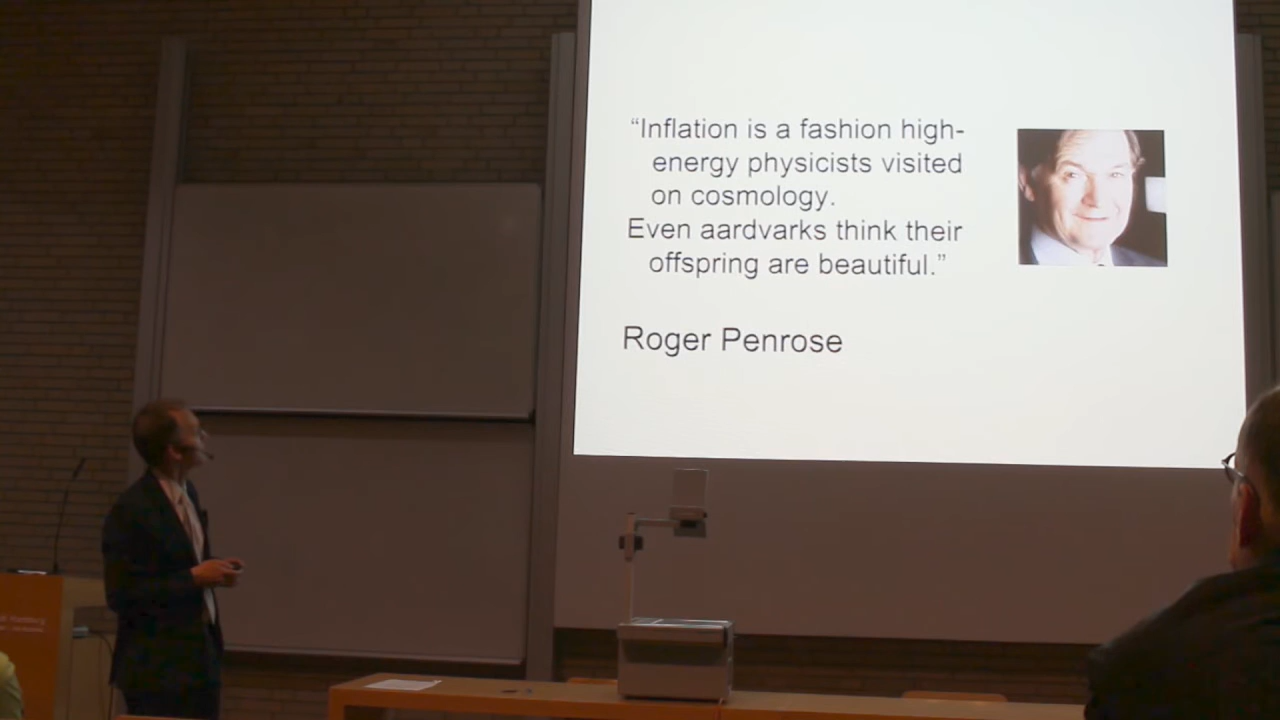 “Inflation is a fashion high-
energy physicists visited
on cosmology.
Even aardvarks think their
offspring are beautiful.”
Roger Penrose